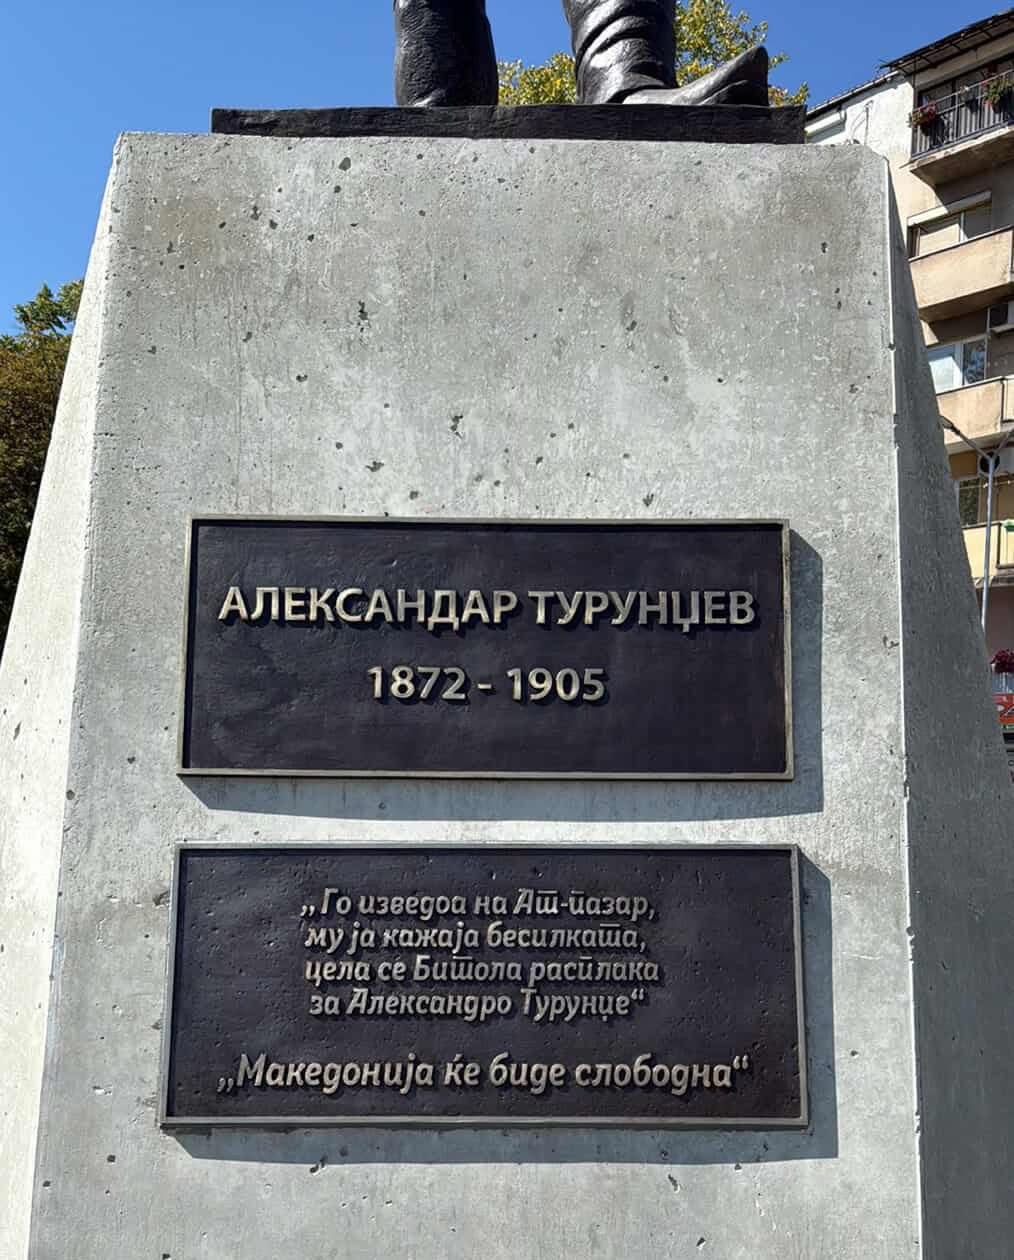 АЛЕКСАНДАР ТУРУНЏЕВ
1872 - 1905
„Го изведоа на Ат-пазар,
му ја кажаја бесилката,
цела се Битола расплака
за Александро Турунџе“
„Македонија ќе биде слободна“